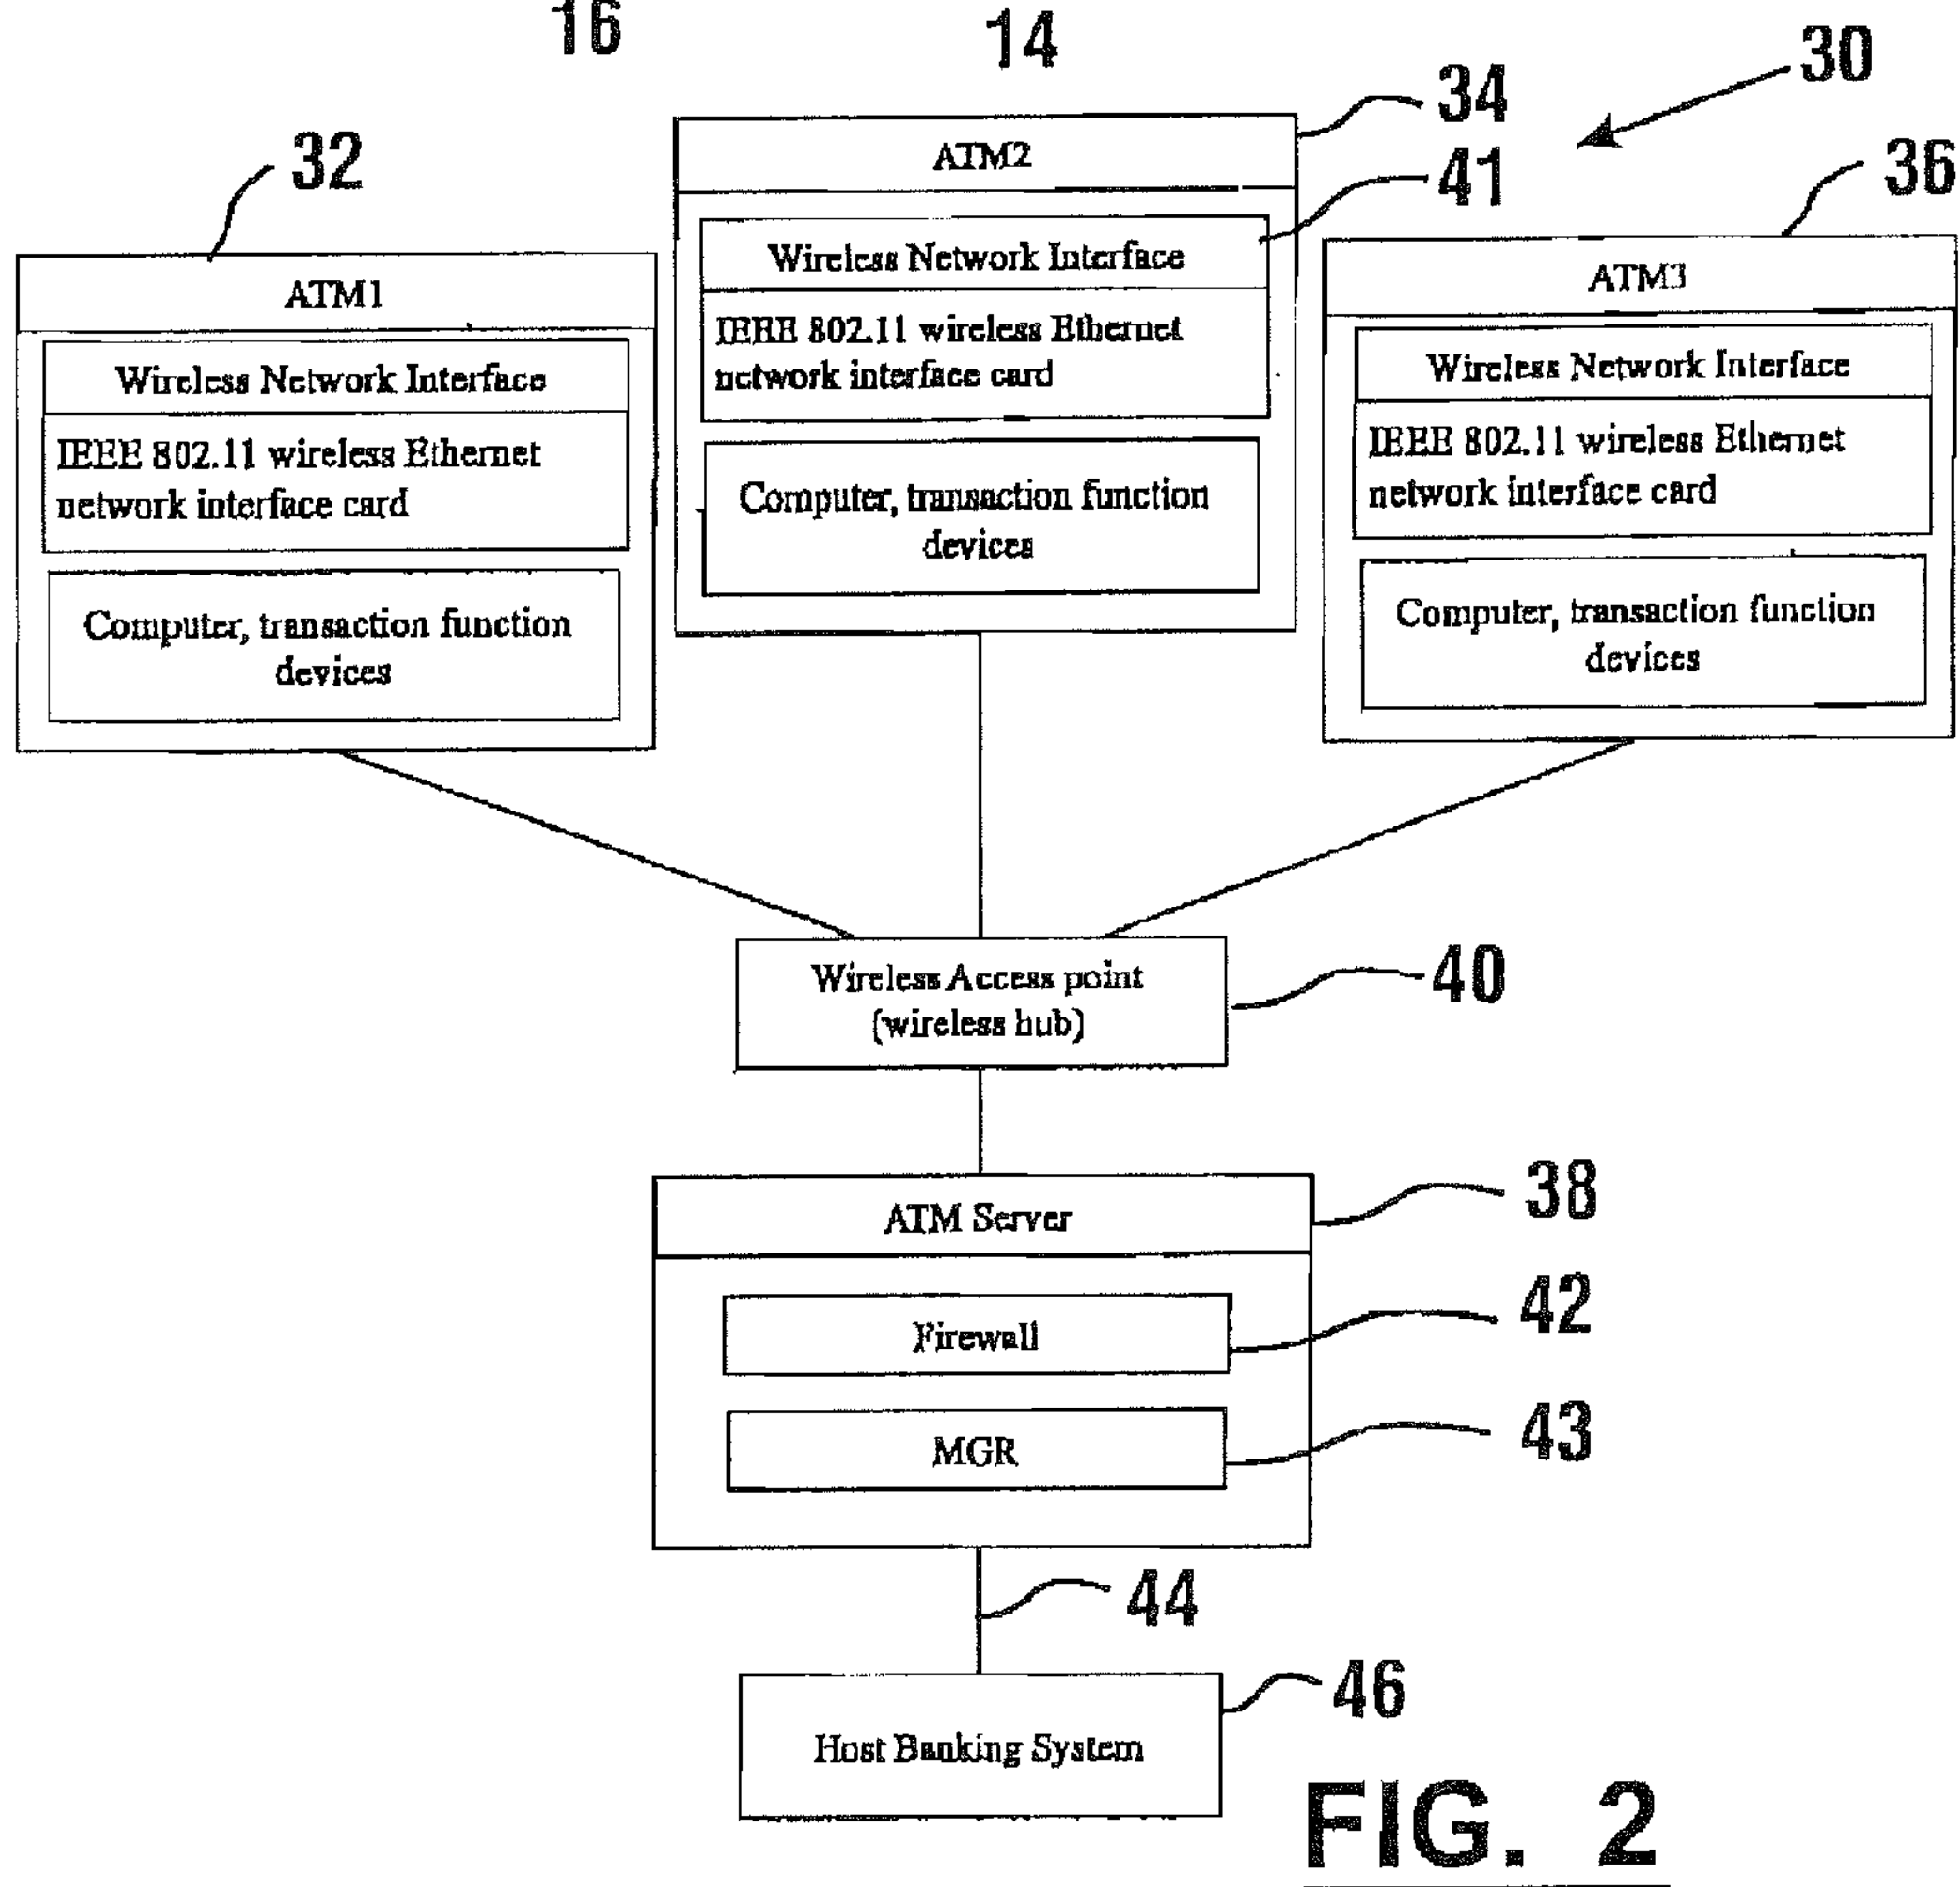 16
14
30
34
32
ATM2
41
36
Wireless Network Interface
ATM1
ATM3
IEEE 802.11 wireless Ethernet
network interface card
Wireless Network Interface
Wireless Network Interface
IEEE 802.11 wireless Ethernet
network interface card
IEEE 802.11 wireless Ethernet
network interface card
Computer, transaction function
devices
Computer, transaction function
devices
Computer, transaction function
devices
Wireless Access point
(wireless hub)
40
ATM Server
38
Firewall
42
MGR
43
44
46
Host Banking System
FIG. 2